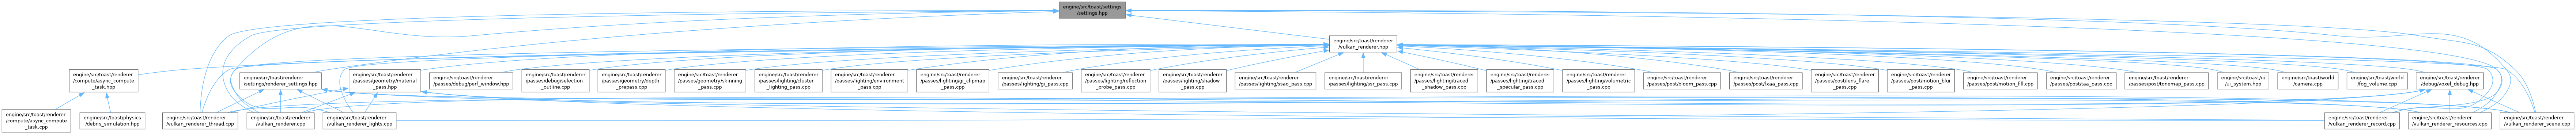 engine/src/toast/settings
/settings.hpp
engine/src/toast/renderer
/vulkan_renderer.hpp
engine/src/toast/renderer
/compute/async_compute
_task.hpp
engine/src/toast/renderer
/settings/renderer_settings.hpp
engine/src/toast/renderer
/passes/geometry/material
_pass.hpp
engine/src/toast/renderer
/passes/debug/perf_window.hpp
engine/src/toast/renderer
/passes/debug/selection
_outline.cpp
engine/src/toast/renderer
/passes/geometry/depth
_prepass.cpp
engine/src/toast/renderer
/passes/geometry/skinning
_pass.cpp
engine/src/toast/renderer
/passes/lighting/cluster
_lighting_pass.cpp
engine/src/toast/renderer
/passes/lighting/environment
_pass.cpp
engine/src/toast/renderer
/passes/lighting/gi_clipmap
_pass.cpp
engine/src/toast/renderer
/passes/lighting/gi_pass.cpp
engine/src/toast/renderer
/passes/lighting/reflection
_probe_pass.cpp
engine/src/toast/renderer
/passes/lighting/shadow
_pass.cpp
engine/src/toast/renderer
/passes/lighting/ssao_pass.cpp
engine/src/toast/renderer
/passes/lighting/ssr_pass.cpp
engine/src/toast/renderer
/passes/lighting/traced
_shadow_pass.cpp
engine/src/toast/renderer
/passes/lighting/traced
_specular_pass.cpp
engine/src/toast/renderer
/passes/lighting/volumetric
_pass.cpp
engine/src/toast/renderer
/passes/post/bloom_pass.cpp
engine/src/toast/renderer
/passes/post/fxaa_pass.cpp
engine/src/toast/renderer
/passes/post/lens_flare
_pass.cpp
engine/src/toast/renderer
/passes/post/motion_blur
_pass.cpp
engine/src/toast/renderer
/passes/post/motion_fill.cpp
engine/src/toast/renderer
/passes/post/taa_pass.cpp
engine/src/toast/renderer
/passes/post/tonemap_pass.cpp
engine/src/toast/ui
/ui_system.hpp
engine/src/toast/world
/camera.cpp
engine/src/toast/world
/fog_volume.cpp
engine/src/toast/renderer
/debug/voxel_debug.hpp
engine/src/toast/renderer
/compute/async_compute
_task.cpp
engine/src/toast/physics
/debris_simulation.hpp
engine/src/toast/renderer
/vulkan_renderer_thread.cpp
engine/src/toast/renderer
/vulkan_renderer.cpp
engine/src/toast/renderer
/vulkan_renderer_lights.cpp
engine/src/toast/renderer
/vulkan_renderer_record.cpp
engine/src/toast/renderer
/vulkan_renderer_resources.cpp
engine/src/toast/renderer
/vulkan_renderer_scene.cpp